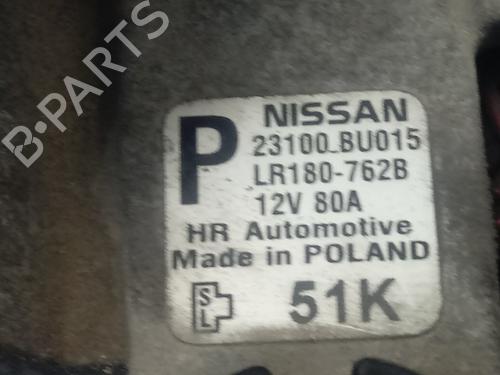 B-PARTS
P
NISSAN
23100_BU015
LR180-762B
12V 80A
HR Automotive
Made in POLAND
S
L
51K